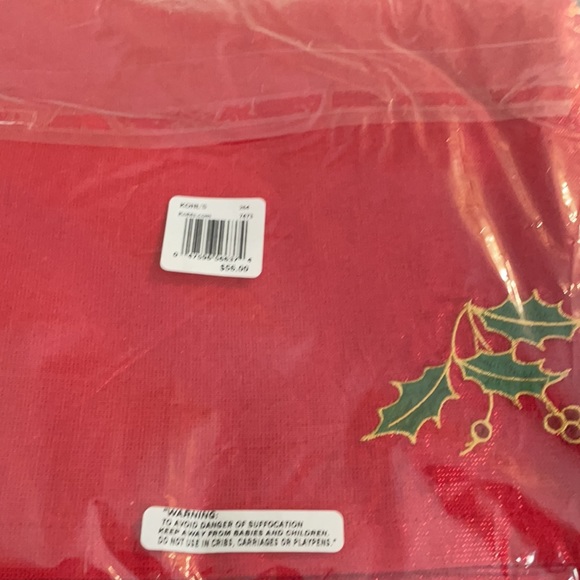 KOHL'S
$56.00
"WARNING:
TO AVOID DANGER OF SUFFOCATION
KEEP AWAY FROM BABIES AND CHILDREN.
DO NOT USE IN CRIBS, CARRIAGES OR PLAYPENS."